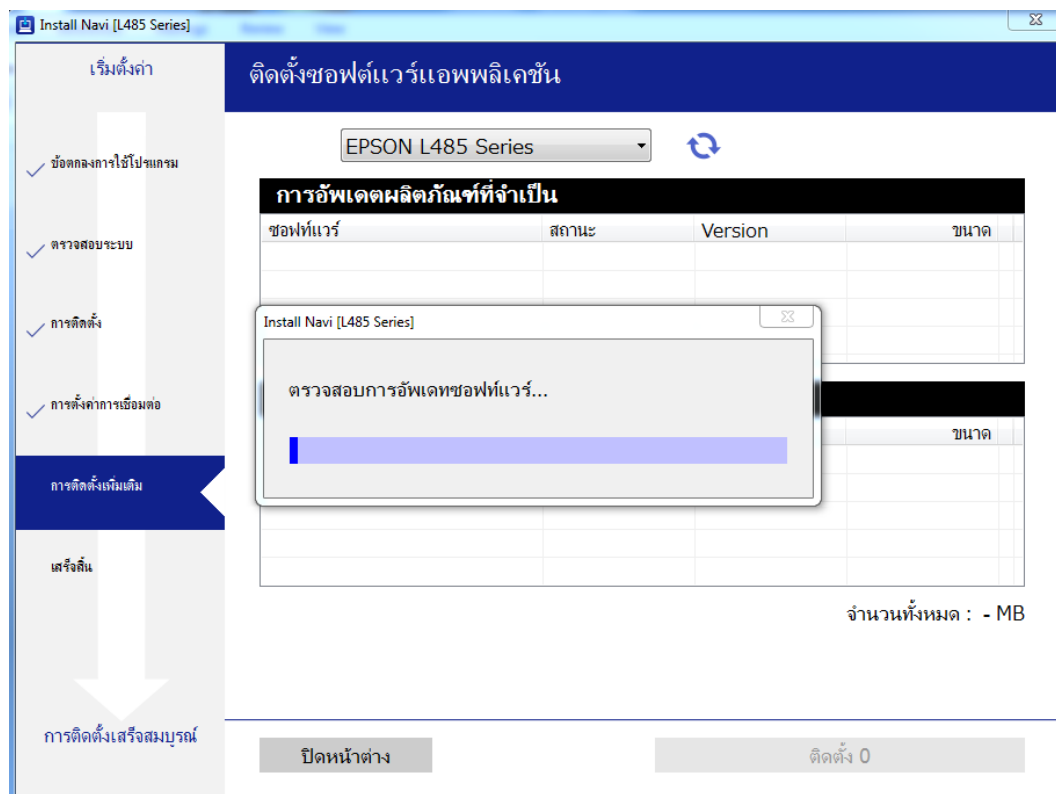 Install Navi [L485 Series]
เริ่มตั้งค่า
ติดตั้งซอฟต์แวร์แอพพลิเคชัน
EPSON L485 Series
ข้อตกลงการใช้โปรแกรม
การอัพเดตผลิตภัณฑ์ที่จำเป็น
ซอฟท์แวร์ สถานะ Version ขนาด
ตรวจสอบระบบ
การติดตั้ง
Install Navi [L485 Series]
ตรวจสอบการอัพเดทซอฟท์แวร์...
การตั้งค่าการเชื่อมต่อ
ขนาด
การติดตั้งเพิ่มเติม
เสร็จสิ้น
จำนวนทั้งหมด : - MB
การติดตั้งเสร็จสมบูรณ์
ปิดหน้าต่าง
ติดตั้ง 0